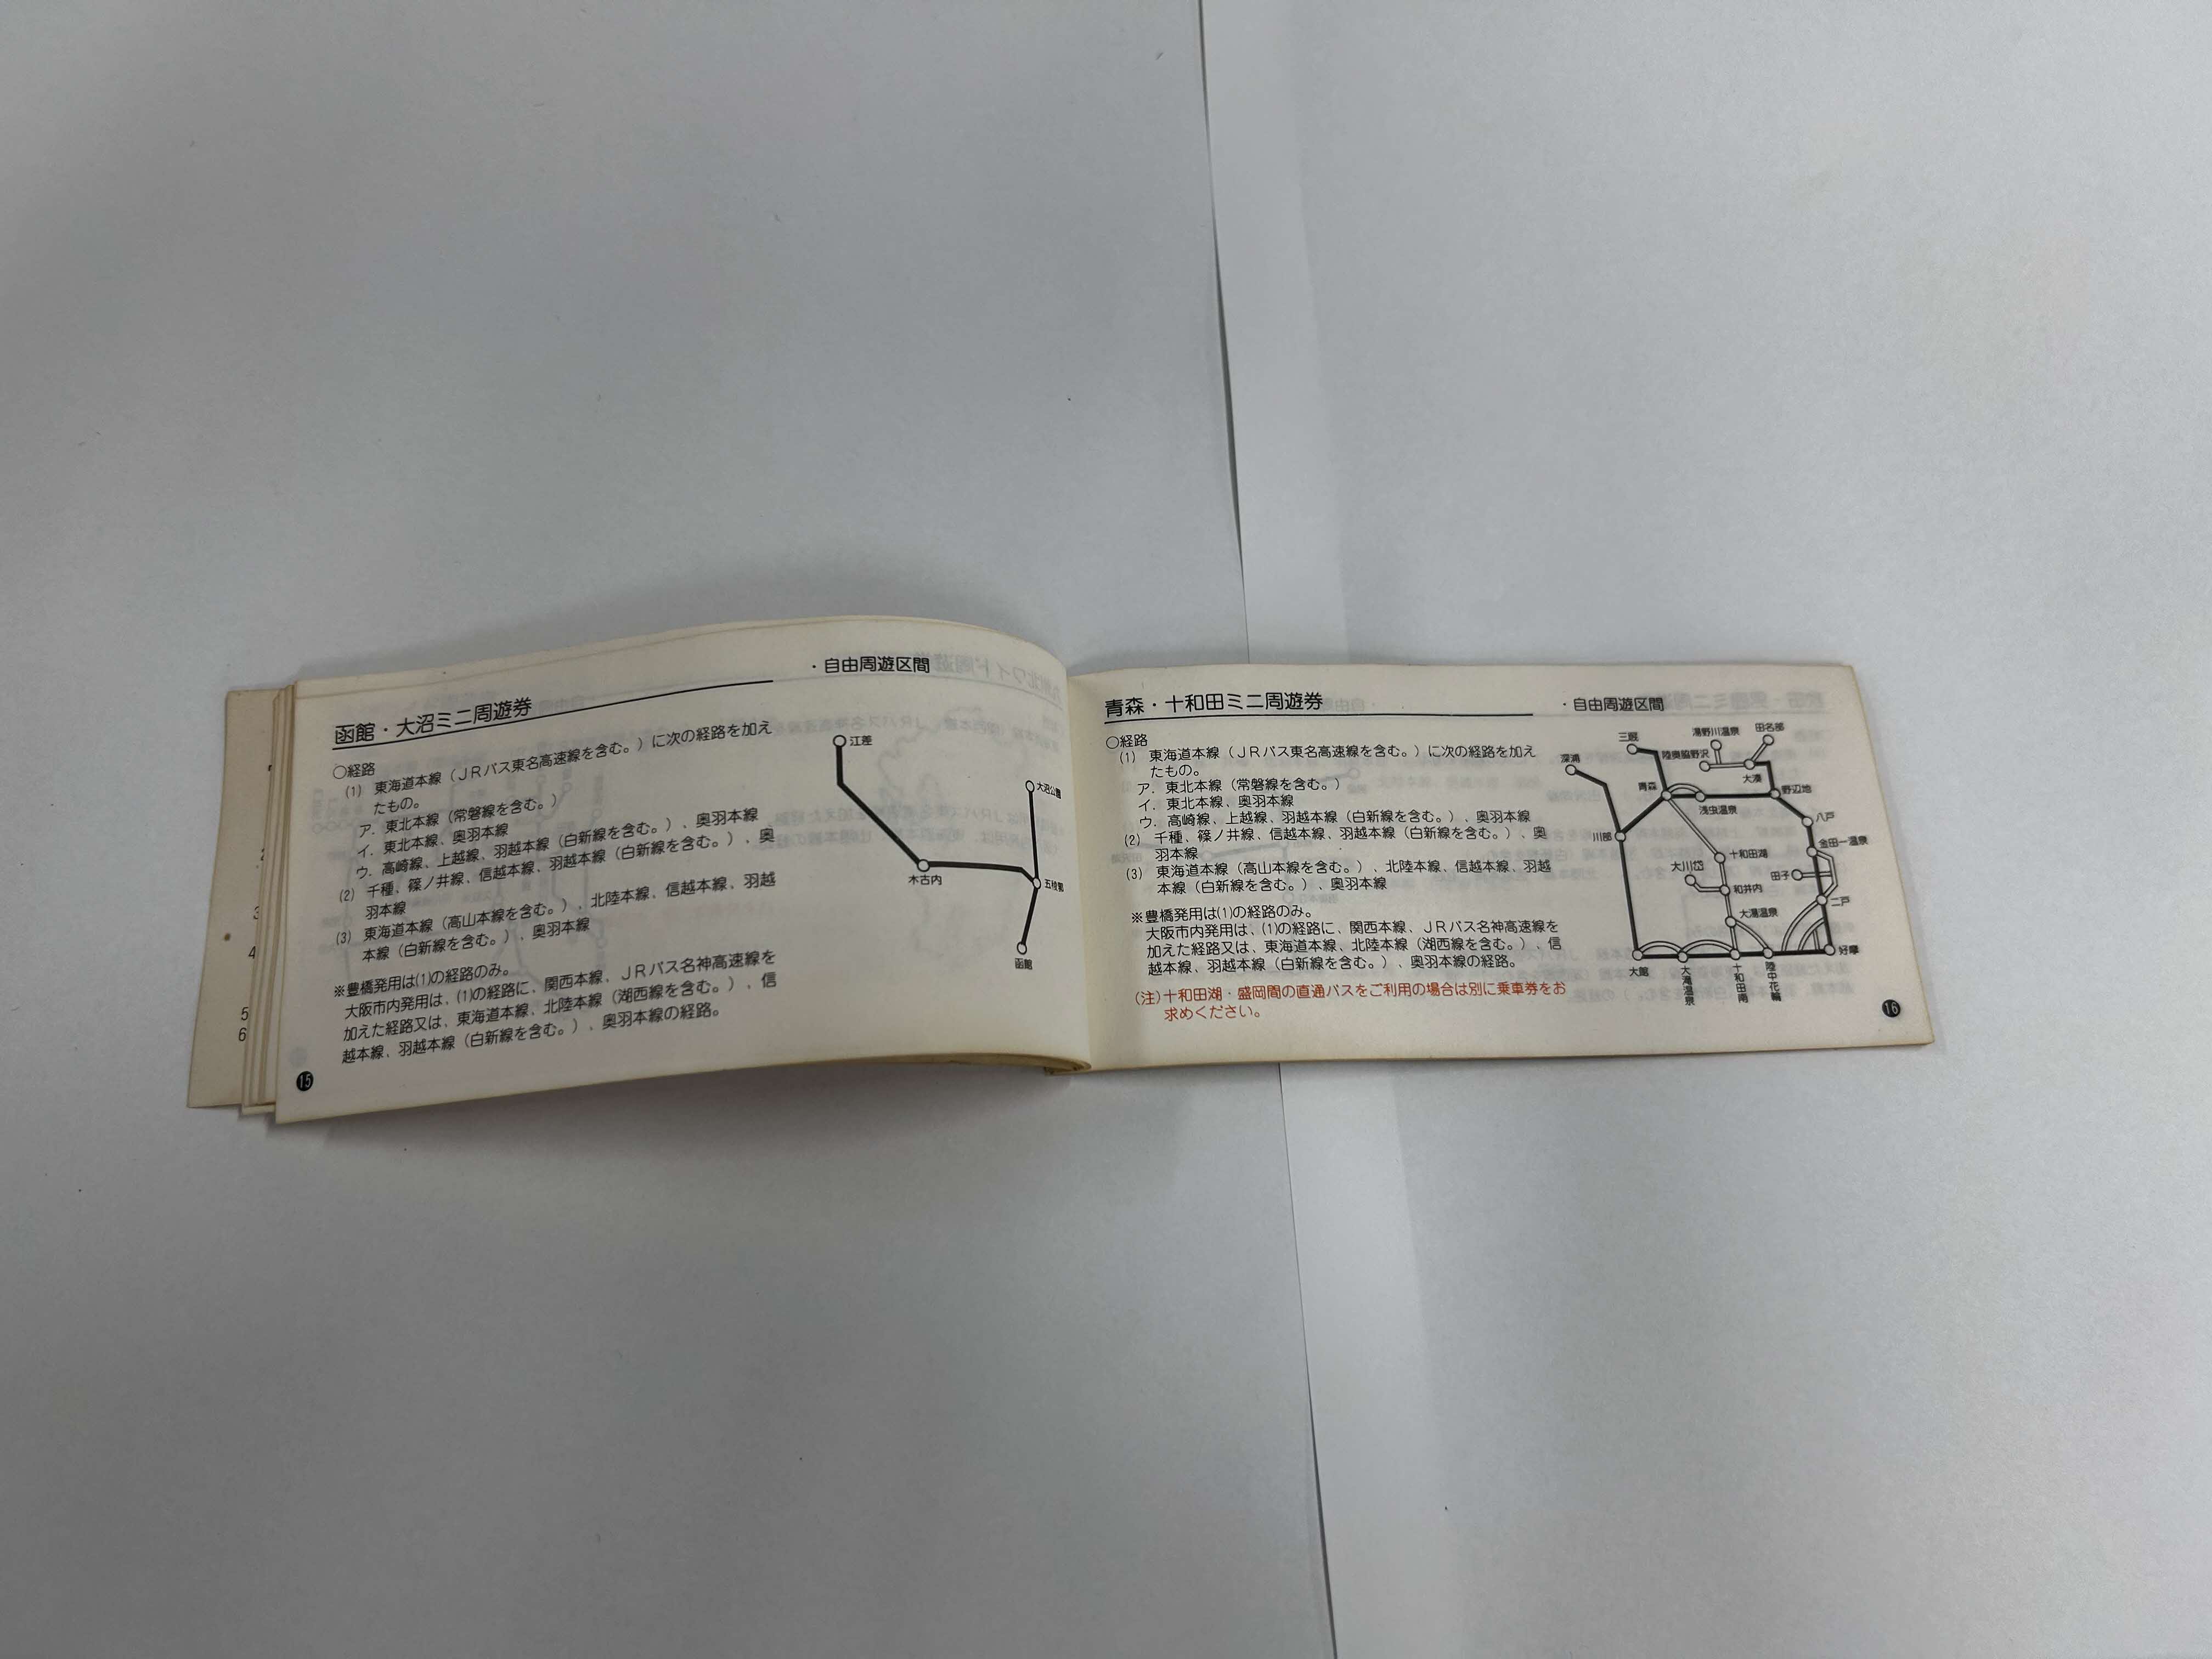 函館・大沼ミニ周遊券
・自由周遊区間
○経路
(1) 東海道本線（ＪＲバス東名高速線を含む。）に次の経路を加え
たもの。
ア．東北本線（常磐線を含む。）
イ．東北本線、奥羽本線
ウ．高崎線、上越線、羽越本線（白新線を含む。）、奥羽本線
(2) 千種、篠ノ井線、信越本線、羽越本線（白新線を含む。）、奥
羽本線
(3) 東海道本線（高山本線を含む。）、北陸本線、信越本線、羽越
本線（白新線を含む。）、奥羽本線
※豊橋発用は(1)の経路のみ。
大阪市内発用は、(1)の経路に、関西本線、ＪＲバス名神高速線を
加えた経路又は、東海道本線、北陸本線（湖西線を含む。）、信
越本線、羽越本線（白新線を含む。）、奥羽本線の経路。
江差
大沼公園
木古内
五稜郭
函館
15
3
4
5
6
青森・十和田ミニ周遊券
・自由周遊区間
○経路
(1) 東海道本線（ＪＲバス東名高速線を含む。）に次の経路を加え
たもの。
ア．東北本線（常磐線を含む。）
イ．東北本線、奥羽本線
ウ．高崎線、上越線、羽越本線（白新線を含む。）、奥羽本線
(2) 千種、篠ノ井線、信越本線、羽越本線（白新線を含む。）、奥
羽本線
(3) 東海道本線（高山本線を含む。）、北陸本線、信越本線、羽越
本線（白新線を含む。）、奥羽本線
※豊橋発用は(1)の経路のみ。
大阪市内発用は、(1)の経路に、関西本線、ＪＲバス名神高速線を
加えた経路又は、東海道本線、北陸本線（湖西線を含む。）、信
越本線、羽越本線（白新線を含む。）、奥羽本線の経路。
（注）十和田湖・盛岡間の直通バスをご利用の場合は別に乗車券をお
求めください。
深浦
三厩
湯野川温泉
田名部
陸奥脇野沢
大湊
青森
浅虫温泉
野辺地
川部
八戸
十和田湖
金田一温泉
大川岱
和井内
田子
二戸
大湯温泉
大館
大滝温泉
十和田南
陸中花輪
好摩
16